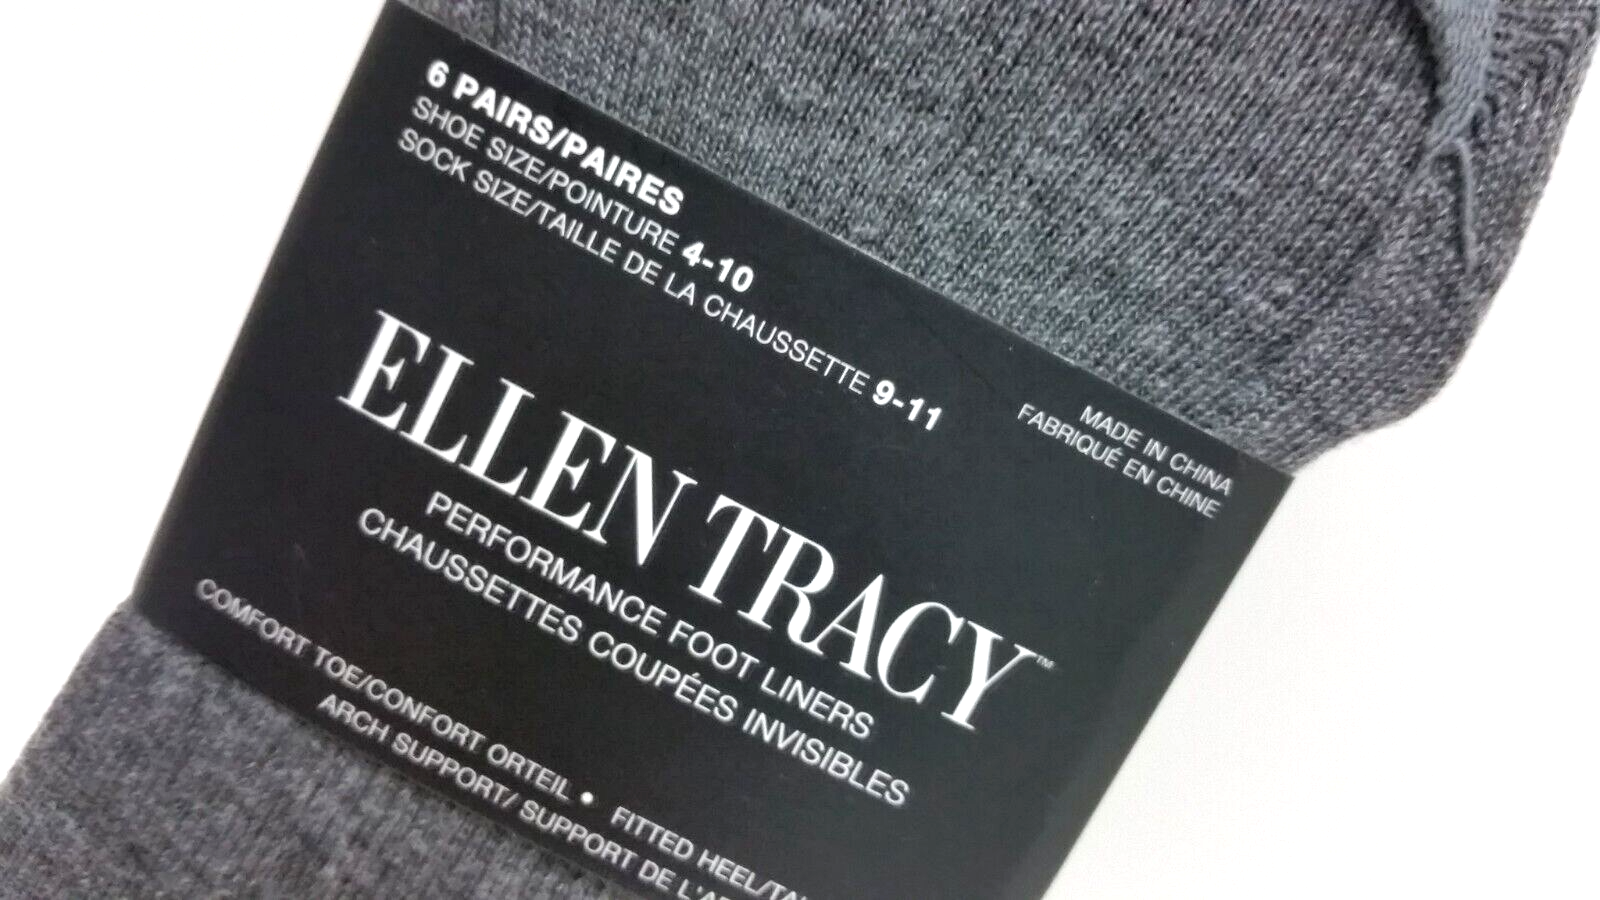 6 PAIRS/PAIRES
SHOE SIZE/POINTURE 4-10
SOCK SIZE/TAILLE DE LA CHAUSSETTE 9-11
MADE IN CHINA
FABRIQUÉ EN CHINE
ELLEN TRACY™
PERFORMANCE FOOT LINERS
CHAUSSETTES COUPÉES INVISIBLES
COMFORT TOE/CONFORT ORTEIL • FITTED HEEL/
ARCH SUPPORT/ SUPPORT DE